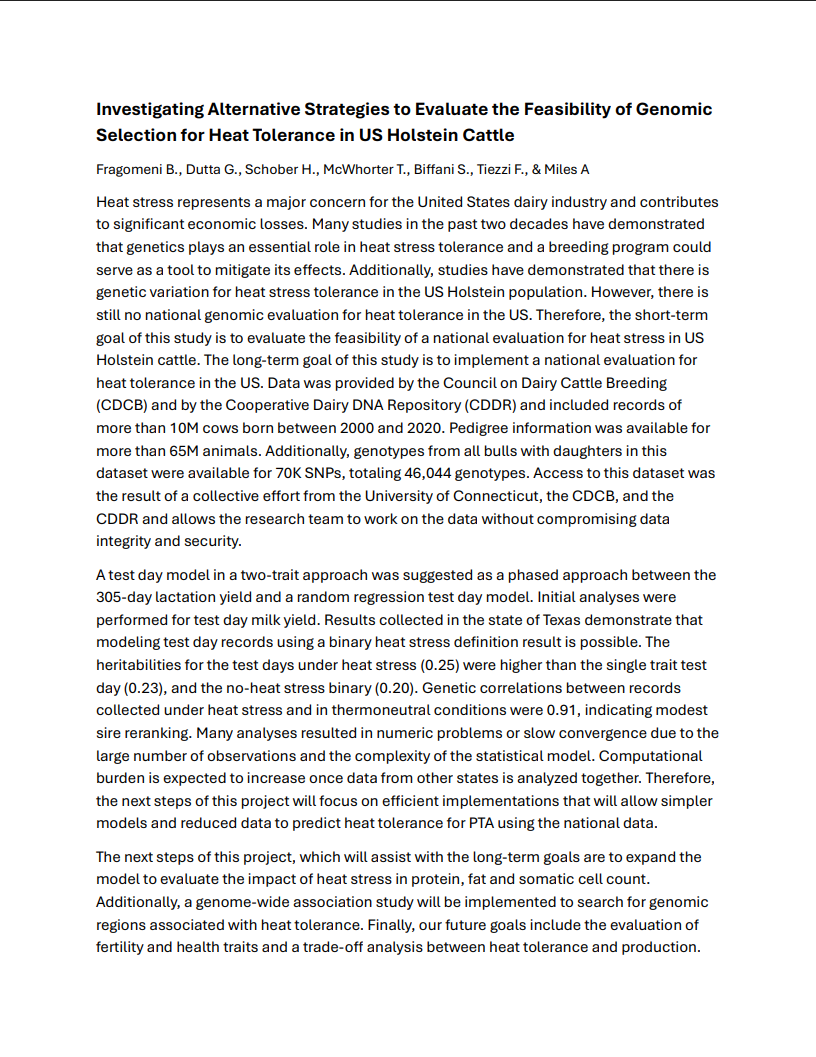 Investigating Alternative Strategies to Evaluate the Feasibility of Genomic
Selection for Heat Tolerance in US Holstein Cattle
Fragomeni B., Dutta G., Schober H., McWhorter T., Biffani S., Tiezzi F., & Miles A
Heat stress represents a major concern for the United States dairy industry and contributes
to significant economic losses. Many studies in the past two decades have demonstrated
that genetics plays an essential role in heat stress tolerance and a breeding program could
serve as a tool to mitigate its effects. Additionally, studies have demonstrated that there is
genetic variation for heat stress tolerance in the US Holstein population. However, there is
still no national genomic evaluation for heat tolerance in the US. Therefore, the short-term
goal of this study is to evaluate the feasibility of a national evaluation for heat stress in US
Holstein cattle. The long-term goal of this study is to implement a national evaluation for
heat tolerance in the US. Data was provided by the Council on Dairy Cattle Breeding
(CDCB) and by the Cooperative Dairy DNA Repository (CDDR) and included records of
more than 10M cows born between 2000 and 2020. Pedigree information was available for
more than 65M animals. Additionally, genotypes from all bulls with daughters in this
dataset were available for 70K SNPs, totaling 46,044 genotypes. Access to this dataset was
the result of a collective effort from the University of Connecticut, the CDCB, and the
CDDR and allows the research team to work on the data without compromising data
integrity and security.
A test day model in a two-trait approach was suggested as a phased approach between the
305-day lactation yield and a random regression test day model. Initial analyses were
performed for test day milk yield. Results collected in the state of Texas demonstrate that
modeling test day records using a binary heat stress definition result is possible. The
heritabilities for the test days under heat stress (0.25) were higher than the single trait test
day (0.23), and the no-heat stress binary (0.20). Genetic correlations between records
collected under heat stress and in thermoneutral conditions were 0.91, indicating modest
sire reranking. Many analyses resulted in numeric problems or slow convergence due to the
large number of observations and the complexity of the statistical model. Computational
burden is expected to increase once data from other states is analyzed together. Therefore,
the next steps of this project will focus on efficient implementations that will allow simpler
models and reduced data to predict heat tolerance for PTA using the national data.
The next steps of this project, which will assist with the long-term goals are to expand the
model to evaluate the impact of heat stress in protein, fat and somatic cell count.
Additionally, a genome-wide association study will be implemented to search for genomic
regions associated with heat tolerance. Finally, our future goals include the evaluation of
fertility and health traits and a trade-off analysis between heat tolerance and production.